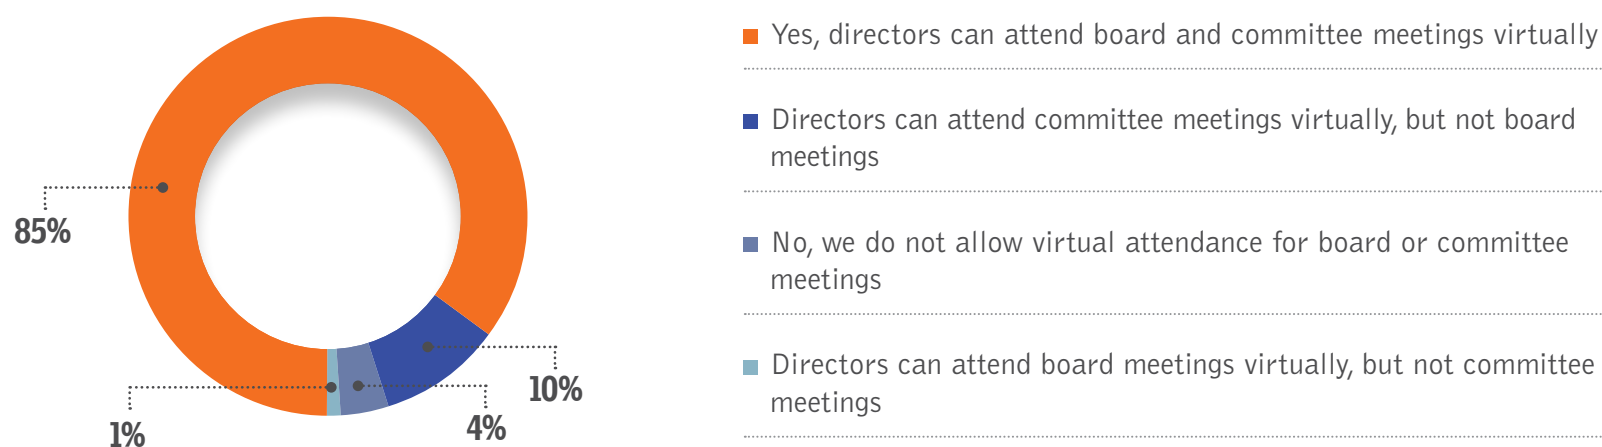 85%
1%
4%
10%
Yes, directors can attend board and committee meetings virtually
Directors can attend committee meetings virtually, but not board
meetings
No, we do not allow virtual attendance for board or committee
meetings
Directors can attend board meetings virtually, but not committee
meetings